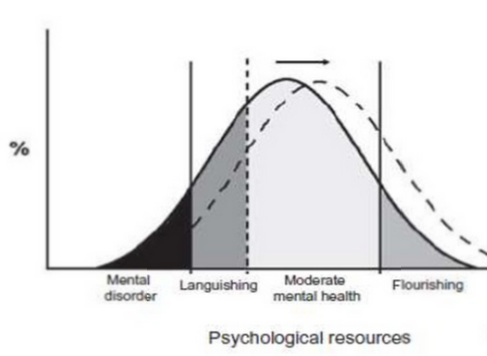 %
Mental
disorder
Languishing
Moderate
mental health
Flourishing
Psychological resources